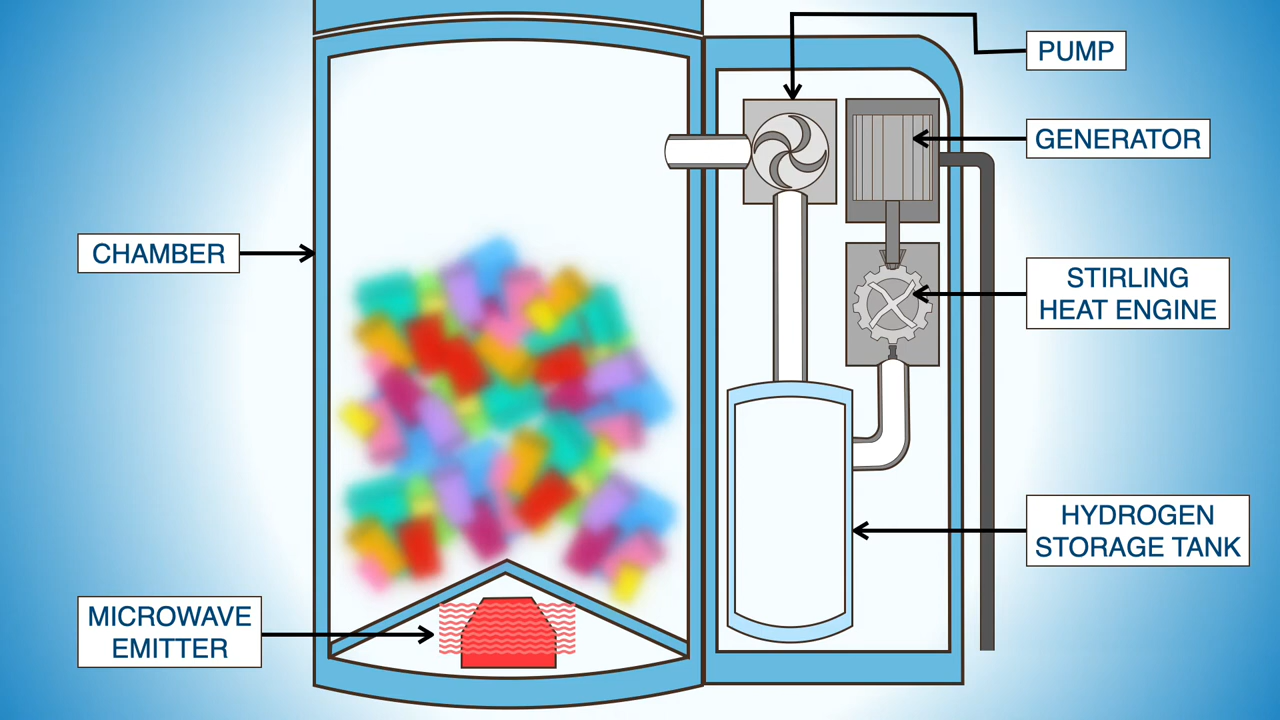 PUMP
GENERATOR
CHAMBER
STIRLING
HEAT ENGINE
HYDROGEN
STORAGE TANK
MICROWAVE
EMITTER